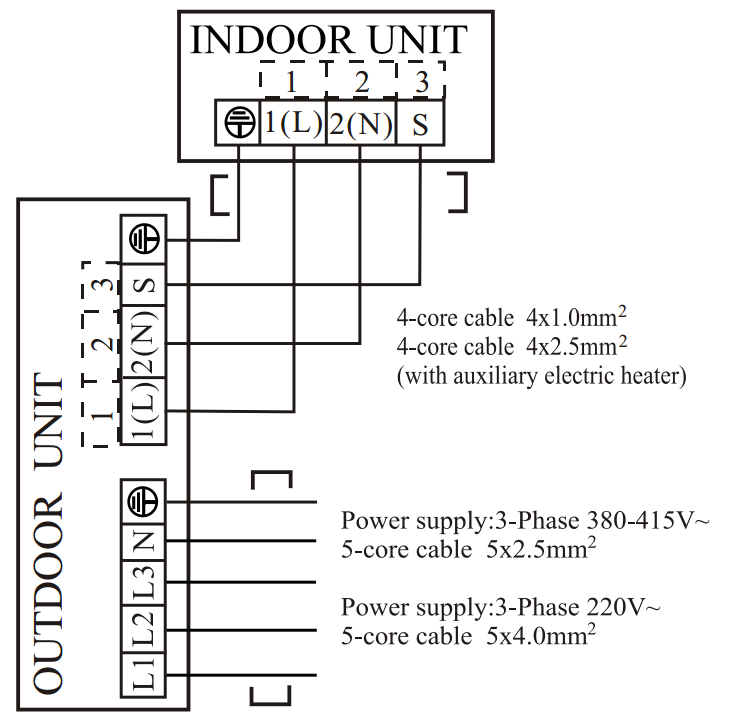 INDOOR UNIT
1 2 3
1(L) 2(N) S
3 S
2 2(N)
1 1(L)
OUTDOOR UNIT
N
L3
L2
L1
4-core cable 4x1.0mm²
4-core cable 4x2.5mm²
(with auxiliary electric heater)
Power supply:3-Phase 380-415V~
5-core cable 5x2.5mm²
Power supply:3-Phase 220V~
5-core cable 5x4.0mm²